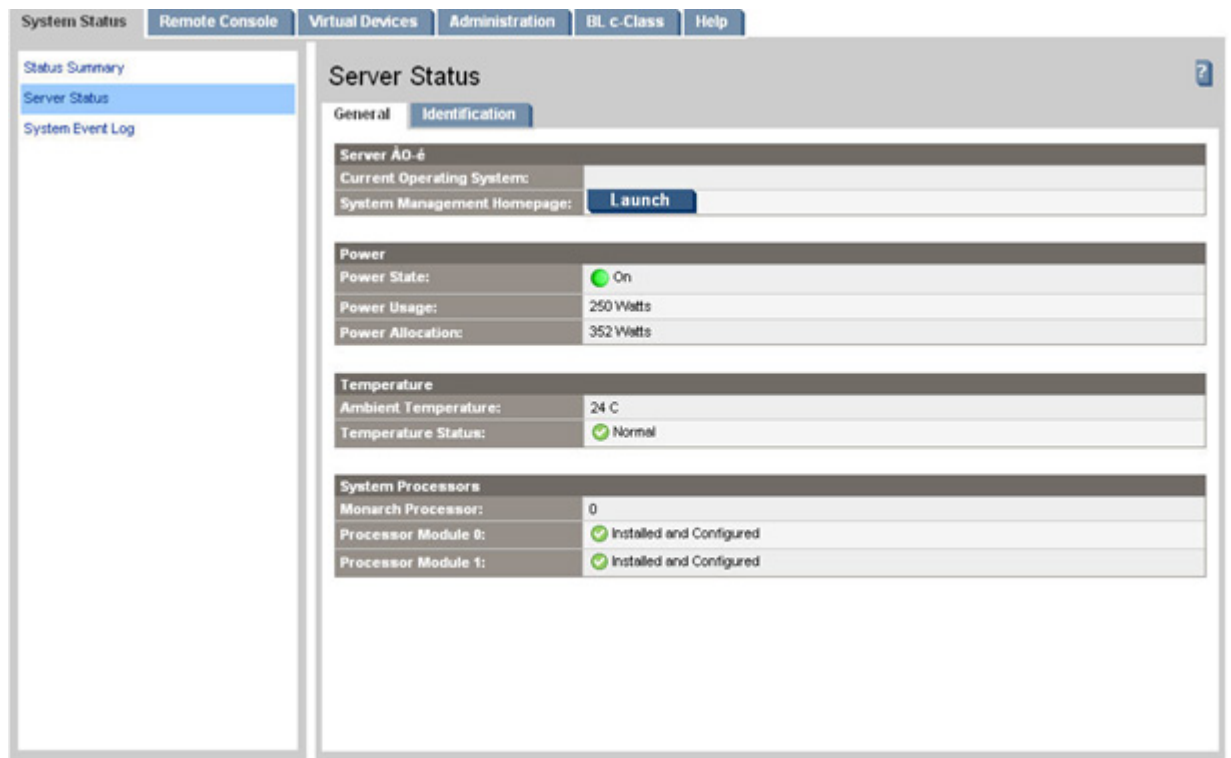 System Status Remote Console Virtual Devices Administration BL c-Class Help
Status Summary
Server Status
System Event Log
Server Status
?
General Identification
Server ÀO-é
Current Operating System:
System Management Homepage: Launch
Power
Power State: On
Power Usage: 250 Watts
Power Allocation: 352 Watts
Temperature
Ambient Temperature: 24 C
Temperature Status: Normal
System Processors
Monarch Processor: 0
Processor Module 0: Installed and Configured
Processor Module 1: Installed and Configured